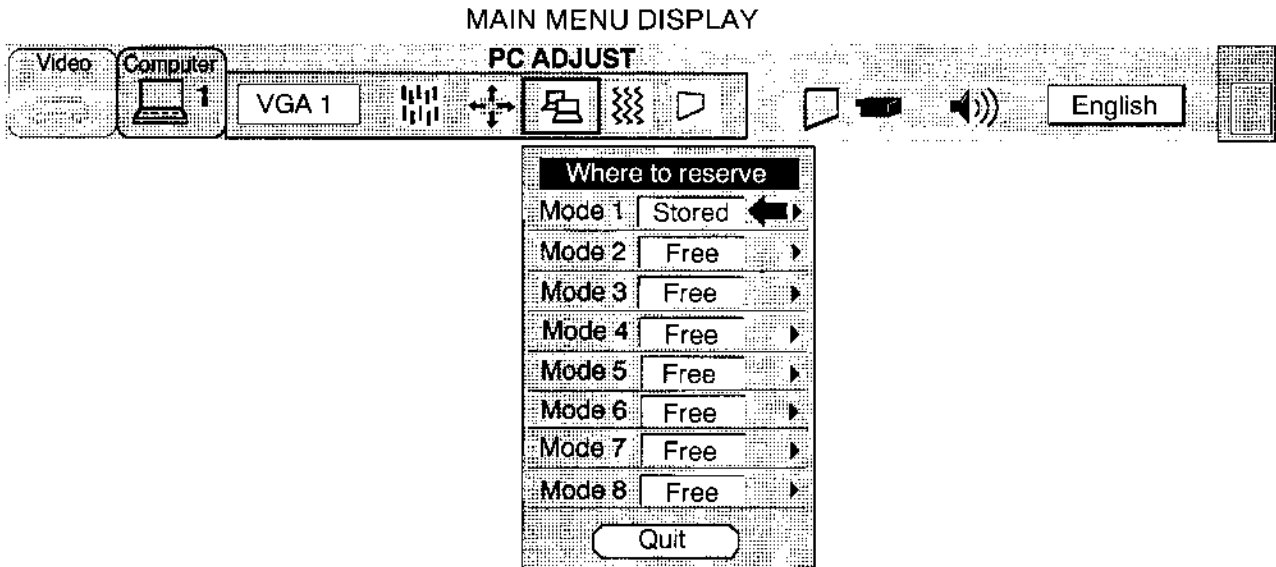 MAIN MENU DISPLAY
PC ADJUST
Video
Computer
1
VGA 1
English
Where to reserve
Mode 1 Stored
Mode 2 Free
Mode 3 Free
Mode 4 Free
Mode 5 Free
Mode 6 Free
Mode 7 Free
Mode 8 Free
Quit